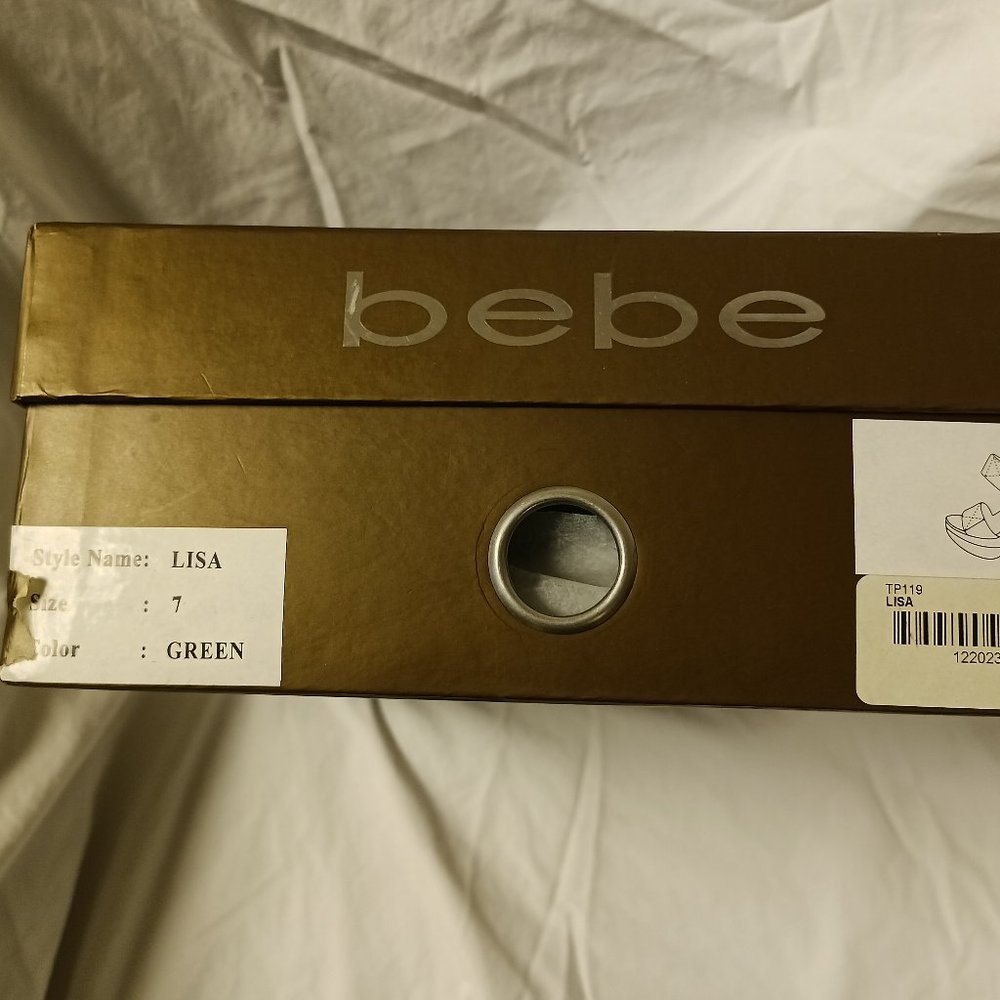 bebe
Style Name: LISA
Size : 7
Color : GREEN
TP119
LISA
122023